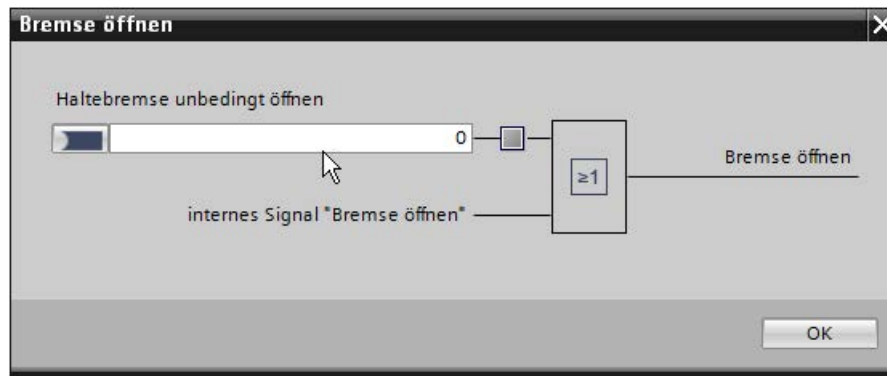 Bremse öffnen
Haltebremse unbedingt öffnen
0
≥1
Bremse öffnen
internes Signal "Bremse öffnen"
OK